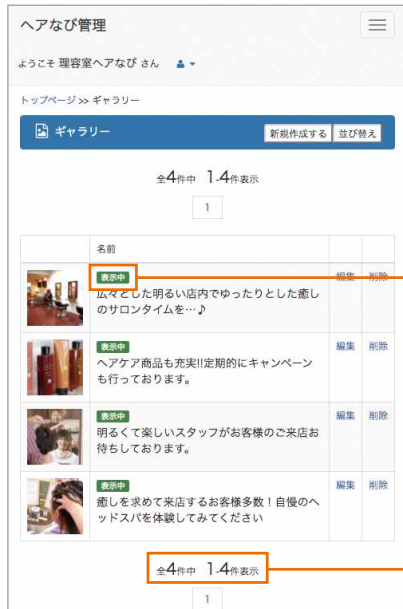 ヘアなび管理
ようこそ 理容室ヘアなび さん
トップページ >> ギャラリー
ギャラリー 新規作成する 並び替え
全4件中 1-4件表示
1
名前
表示中 編集 削除
広々とした明るい店内でゆったりとした癒し
のサロンタイムを…♪
表示中 編集 削除
ヘアケア商品も充実!!定期的にキャンペーン
も行っております。
表示中 編集 削除
明るくて楽しいスタッフがお客様のご来店お
待ちしております。
表示中 編集 削除
癒しを求めて来店するお客様多数！自慢のヘ
ッドスパを体験してみてください
全4件中 1-4件表示
1